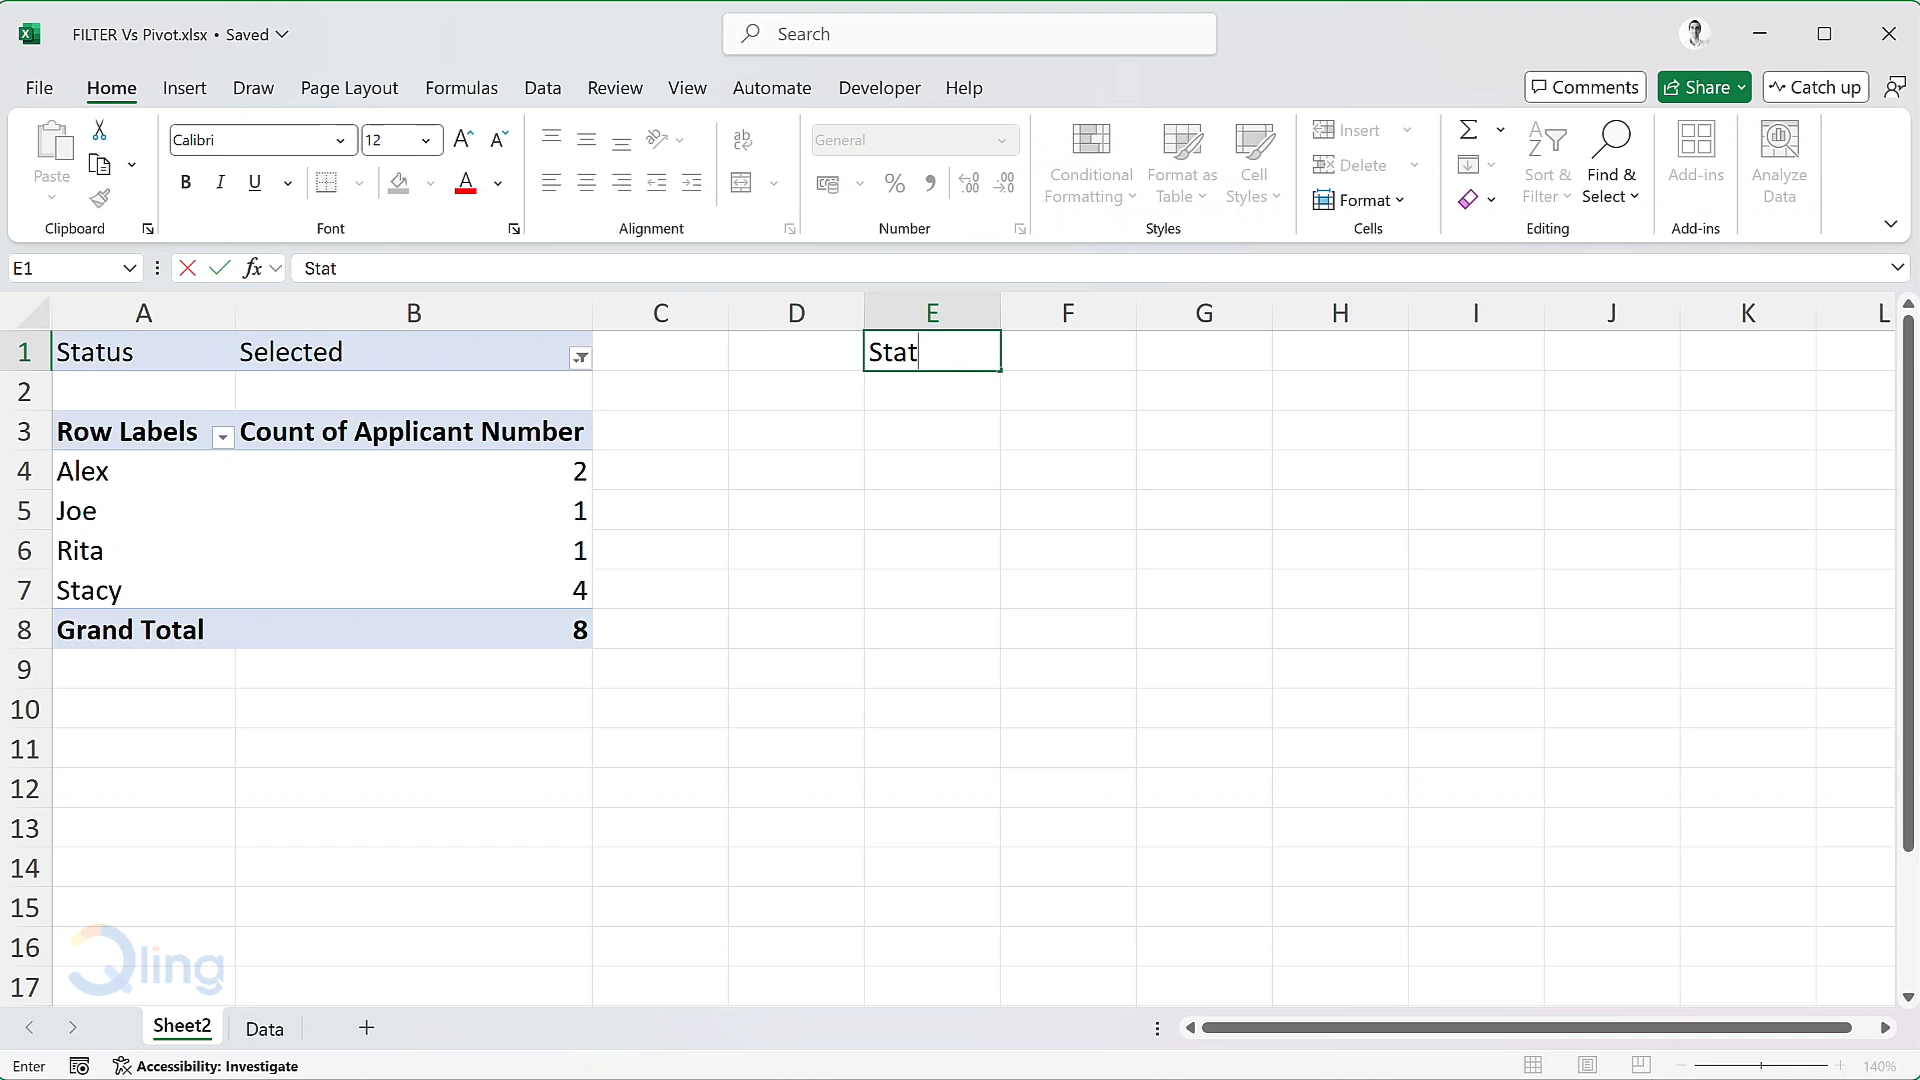 FILTER Vs Pivot.xlsx • Saved
Search
File Home Insert Draw Page Layout Formulas Data Review View Automate Developer Help
Comments Share Catch up
Paste
Clipboard
Calibri 12
B I U A
Font
ab
Alignment
General
% 9 .00 .00
Number
Conditional Formatting
Format as Table
Cell Styles
Styles
Insert
Delete
Format
Cells
Sort & Filter
Find & Select
Editing
Add-ins
Add-ins
Analyze Data
E1 fx Stat
A B C D E F G H I J K L
1 Status Selected Stat
2
3 Row Labels Count of Applicant Number
4 Alex 2
5 Joe 1
6 Rita 1
7 Stacy 4
8 Grand Total 8
9
10
11
12
13
14
15
16
17
Qling
Sheet2 Data +
Enter Accessibility: Investigate 140%